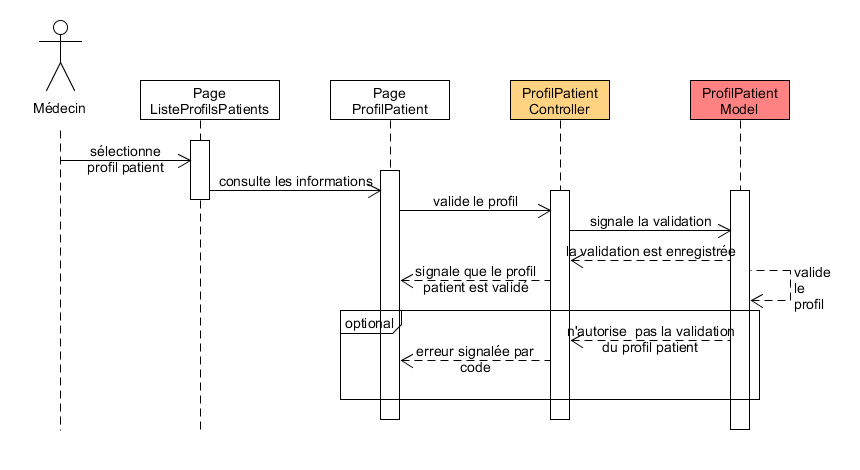 Médecin
Page
ListeProfilsPatients
Page
ProfilPatient
ProfilPatient
Controller
ProfilPatient
Model
sélectionne
profil patient
consulte les informations
valide le profil
signale la validation
la validation est enregistrée
signale que le profil
patient est validé
valide
le
profil
optional
n'autorise pas la validation
du profil patient
erreur signalée par
code